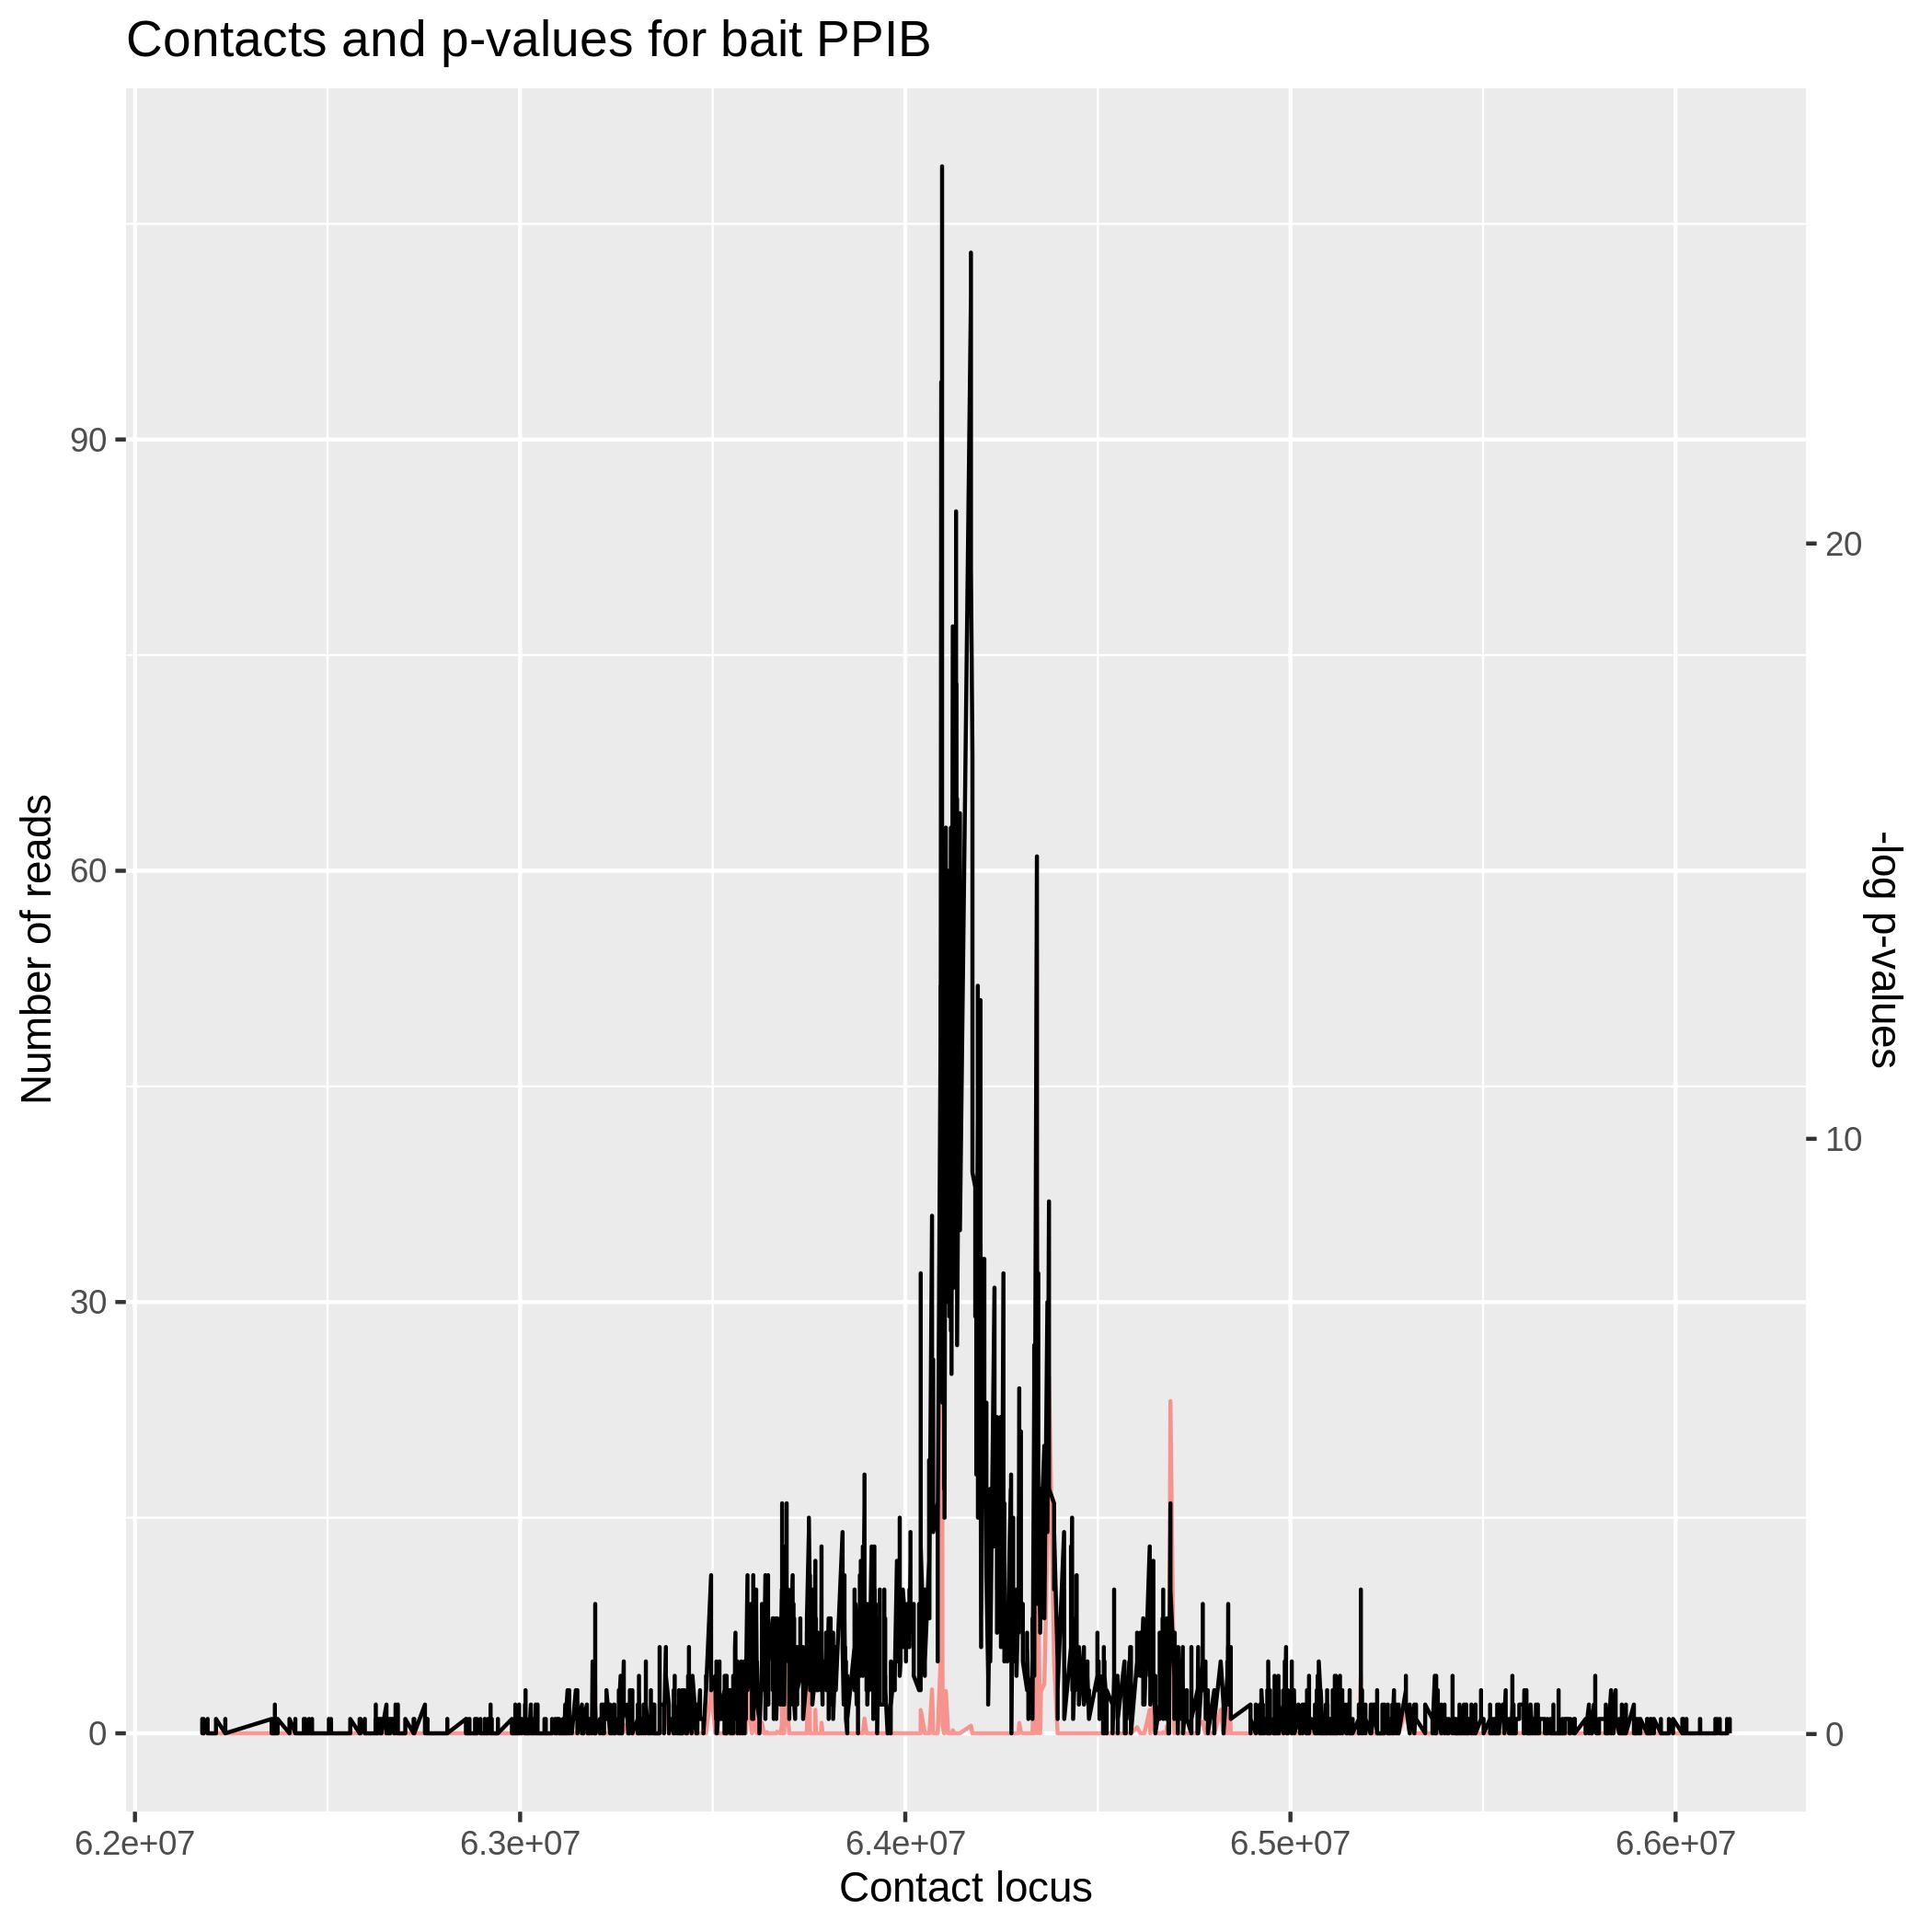 Contacts and p-values for bait PPIB
Number of reads
90
60
30
0
20
10
0
-log p-values
6.2e+07 6.3e+07 6.4e+07 6.5e+07 6.6e+07
Contact locus